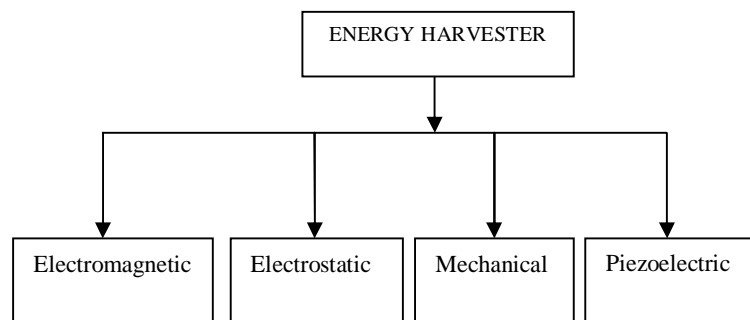 ENERGY HARVESTER
Electromagnetic
Electrostatic
Mechanical
Piezoelectric